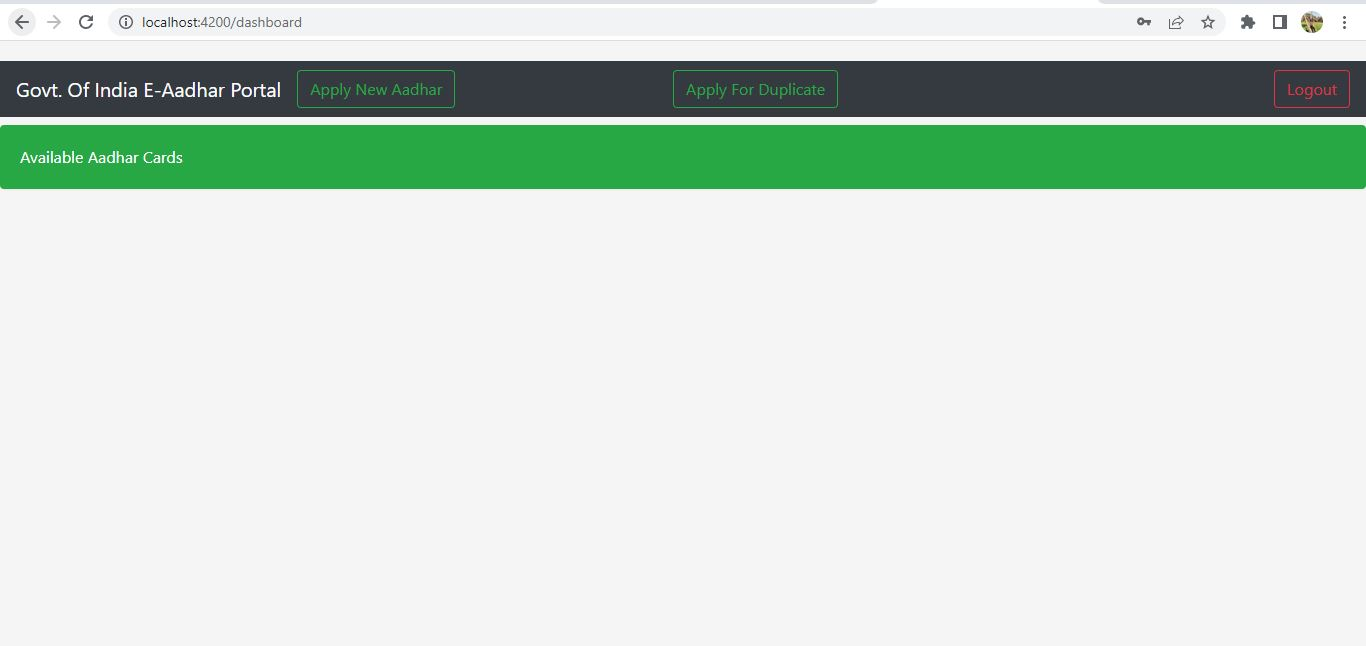 localhost:4200/dashboard
Govt. Of India E-Aadhar Portal Apply New Aadhar Apply For Duplicate Logout
Available Aadhar Cards